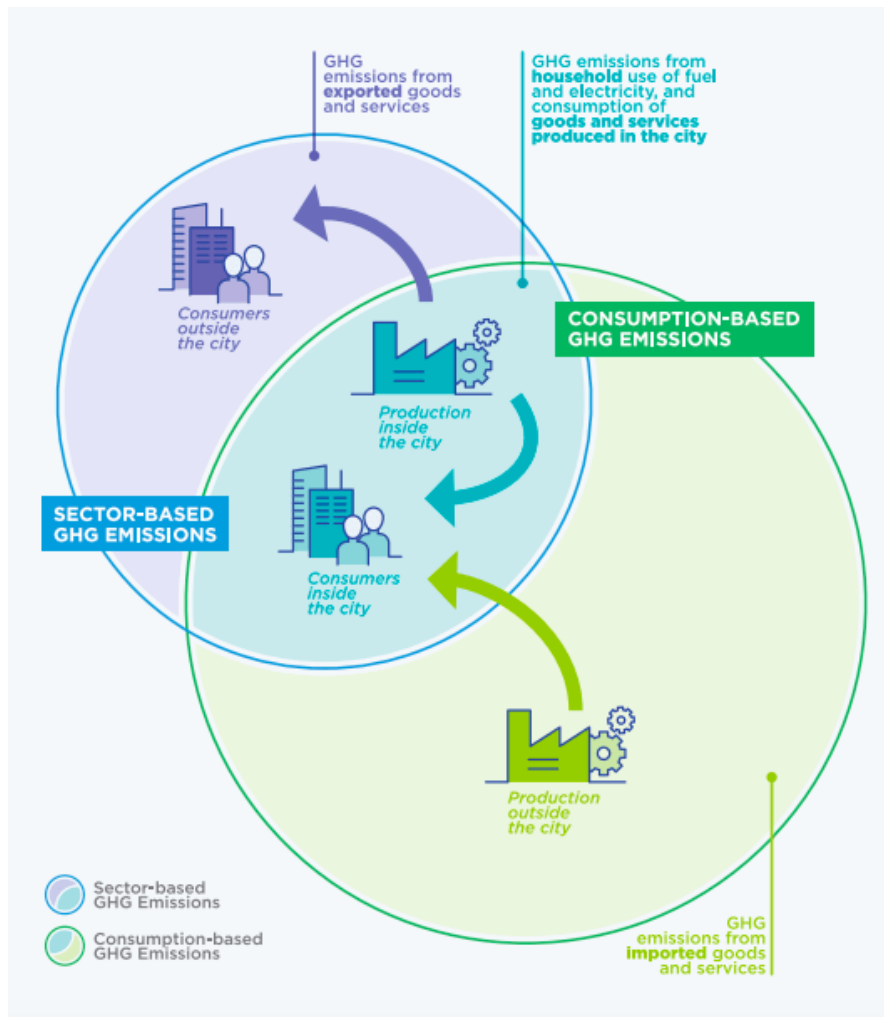 GHG
emissions from
exported goods
and services
GHG emissions from
household use of fuel
and electricity, and
consumption of
goods and services
produced in the city
Consumers
outside
the city
CONSUMPTION-BASED
GHG EMISSIONS
Production
inside
the city
SECTOR-BASED
GHG EMISSIONS
Consumers
inside
the city
Production
outside
the city
Sector-based
GHG Emissions
Consumption-based
GHG Emissions
GHG
emissions from
imported goods
and services